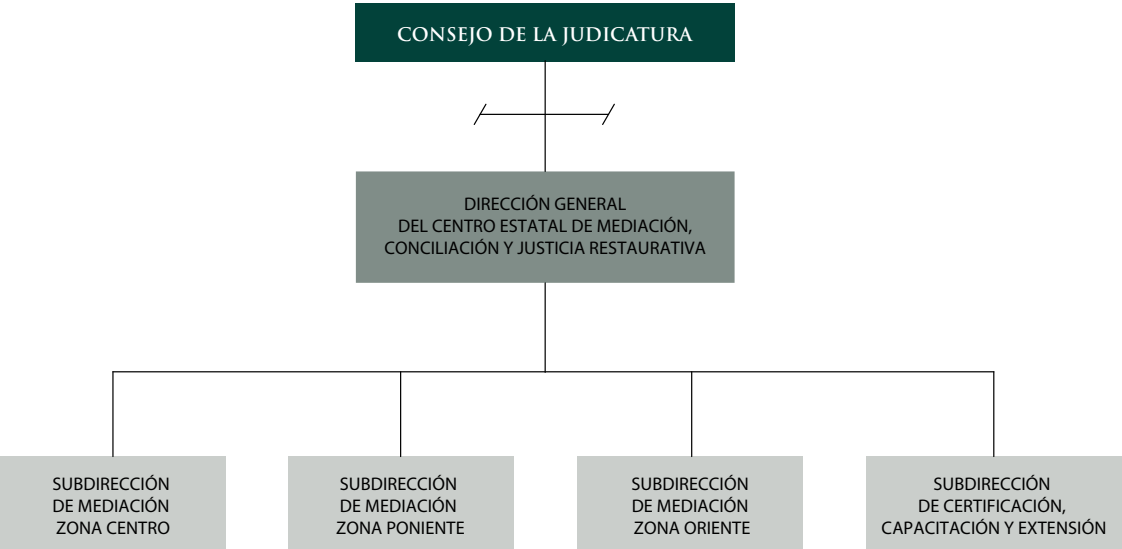 CONSEJO DE LA JUDICATURA
DIRECCIÓN GENERAL
DEL CENTRO ESTATAL DE MEDIACIÓN,
CONCILIACIÓN Y JUSTICIA RESTAURATIVA
SUBDIRECCIÓN
DE MEDIACIÓN
ZONA CENTRO
SUBDIRECCIÓN
DE MEDIACIÓN
ZONA PONIENTE
SUBDIRECCIÓN
DE MEDIACIÓN
ZONA ORIENTE
SUBDIRECCIÓN
DE CERTIFICACIÓN,
CAPACITACIÓN Y EXTENSIÓN